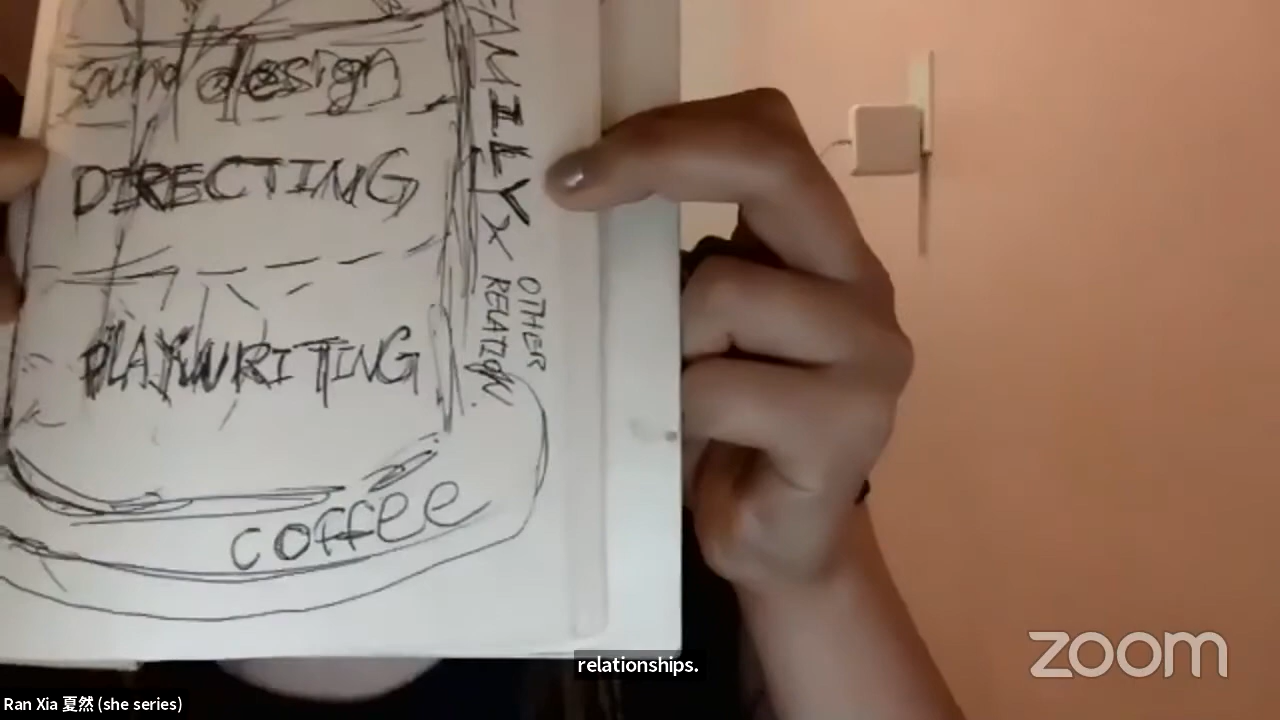 sound design
DIRECTING
PLAYWRITING
coffee
FAMILY
OTHER
RELATION
relationships.
Ran Xia 夏然 (she series)
zoom